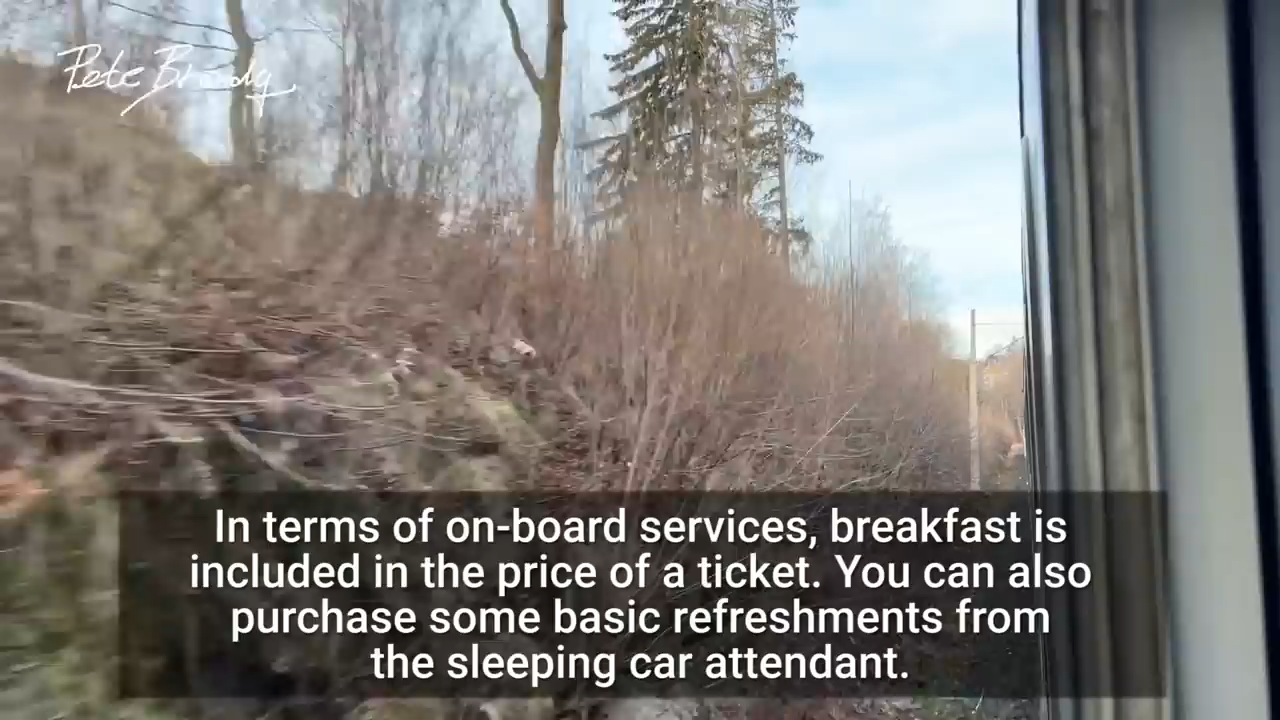 Pete Brandy
In terms of on-board services, breakfast is
included in the price of a ticket. You can also
purchase some basic refreshments from
the sleeping car attendant.